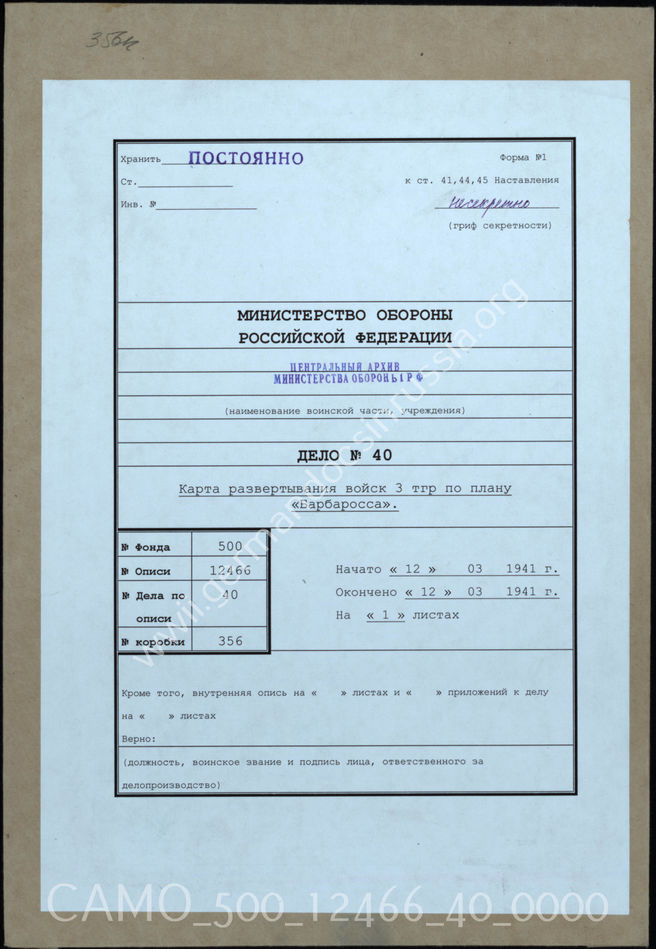 356н
Хранить ПОСТОЯННО
Форма №1
Ст.
к ст. 41,44,45 Наставления
Инв. №
несекретно
(гриф секретности)
МИНИСТЕРСТВО ОБОРОНЫ
РОССИЙСКОЙ ФЕДЕРАЦИИ
ЦЕНТРАЛЬНЫЙ АРХИВ
МИНИСТЕРСТВА ОБОРОНЫ РФ
(наименование воинской части, учреждения)
ДЕЛО № 40
Карта развертывания войск 3 тгр по плану
«Барбаросса».
№ Фонда 500
№ Описи 12466
№ Дела по описи 40
№ коробки 356
Начато « 12 » 03 1941 г.
Окончено « 12 » 03 1941 г.
На « 1 » листах
Кроме того, внутренняя опись на « » листах и « » приложений к делу
на « » листах
Верно:
(должность, воинское звание и подпись лица, ответственного за
делопроизводство)
www.germandocsinrussia.org
CAMO_500_12466_40_0000